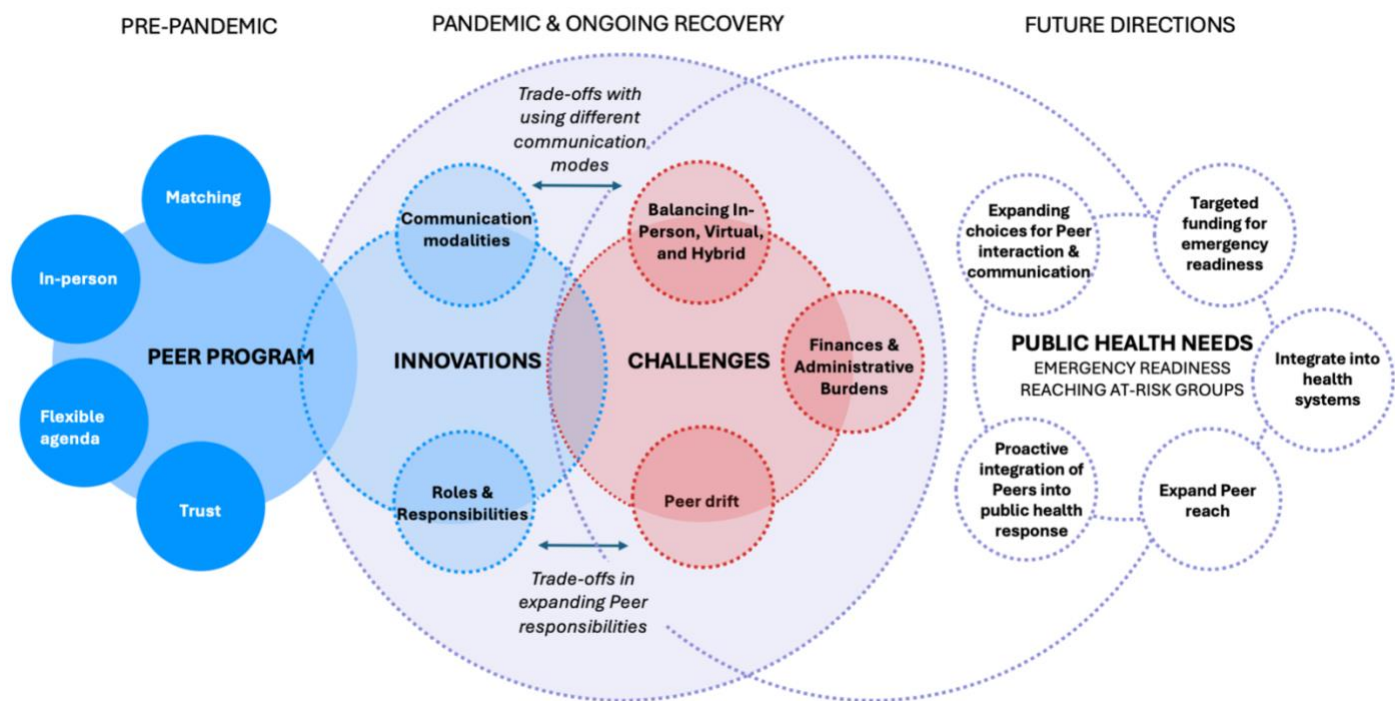 PRE-PANDEMIC
PANDEMIC & ONGOING RECOVERY
FUTURE DIRECTIONS
Matching
In-person
PEER PROGRAM
Flexible
agenda
Trust
Trade-offs with
using different
communication
modes
Communication
modalities
INNOVATIONS
Roles &
Responsibilities
Trade-offs in
expanding Peer
responsibilities
Balancing In-
Person, Virtual,
and Hybrid
CHALLENGES
Finances &
Administrative
Burdens
Peer drift
Expanding
choices for Peer
interaction &
communication
Targeted
funding for
emergency
readiness
PUBLIC HEALTH NEEDS
EMERGENCY READINESS
REACHING AT-RISK GROUPS
Integrate into
health
systems
Proactive
integration of
Peers into
public health
response
Expand Peer
reach